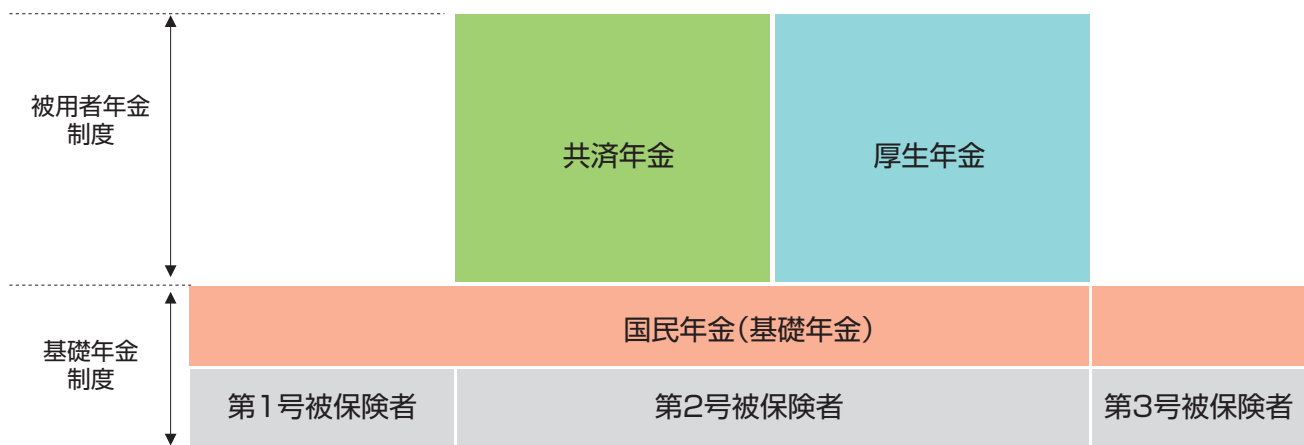 被用者年金
制度
共済年金
厚生年金
国民年金(基礎年金)
基礎年金
制度
第1号被保険者
第2号被保険者
第3号被保険者